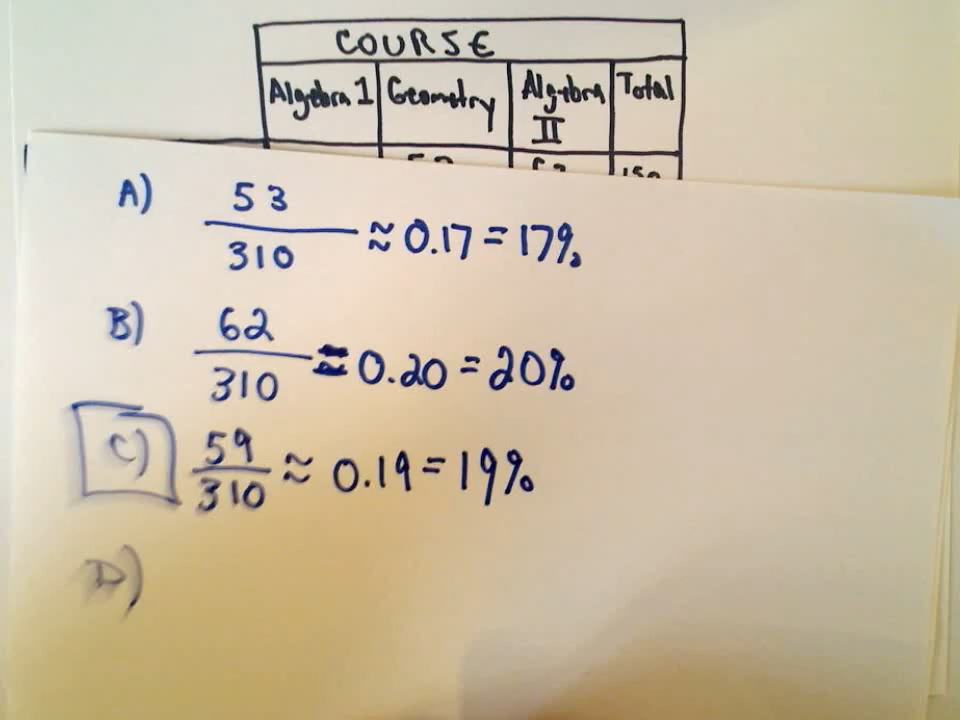 COURSE
Algebra 1 Geometry Algebra II Total
A) 53/310 ≈ 0.17 = 17%
B) 62/310 ≈ 0.20 = 20%
C) 59/310 ≈ 0.19 = 19%
D)